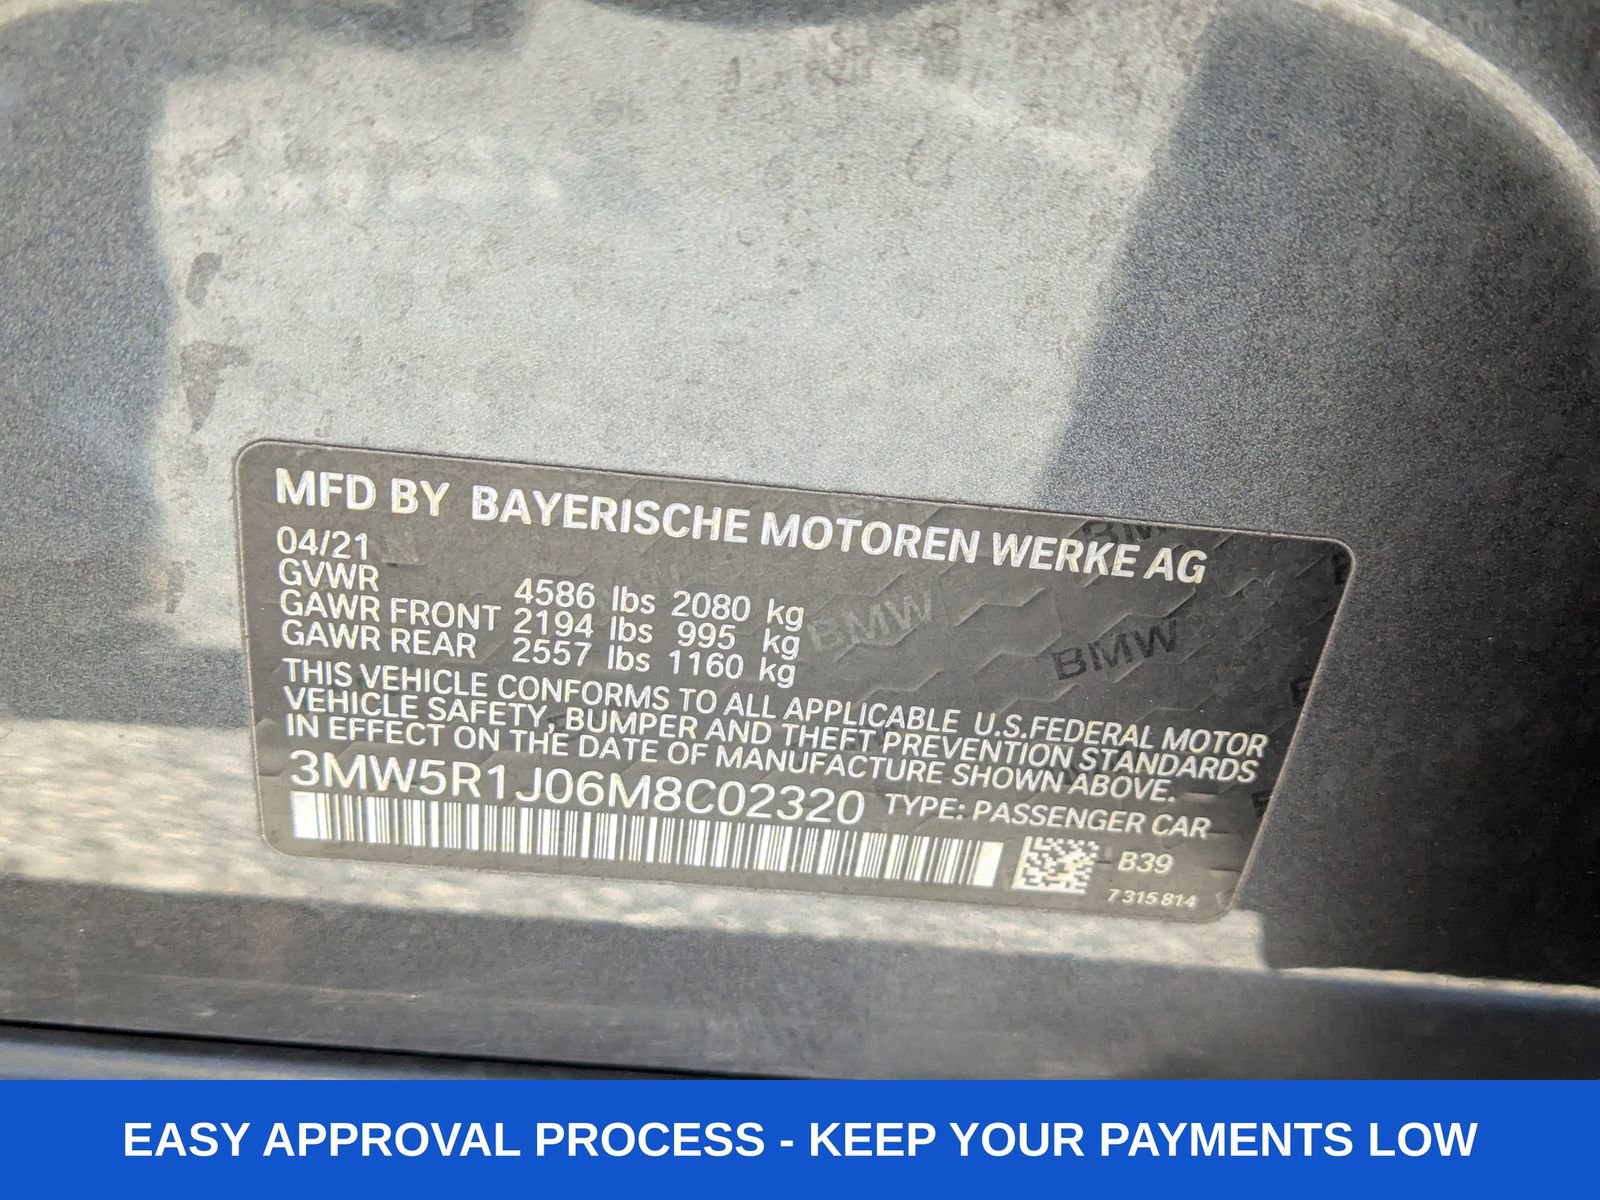 MFD BY BAYERISCHE MOTOREN WERKE AG
04/21
GVWR 4586 lbs 2080 kg
GAWR FRONT 2194 lbs 995 kg
GAWR REAR 2557 lbs 1160 kg
THIS VEHICLE CONFORMS TO ALL APPLICABLE U.S.FEDERAL MOTOR
VEHICLE SAFETY, BUMPER AND THEFT PREVENTION STANDARDS
IN EFFECT ON THE DATE OF MANUFACTURE SHOWN ABOVE.
3MW5R1J06M8C02320 TYPE: PASSENGER CAR
B39
7 315 814
BMW
BMW
BMW
EASY APPROVAL PROCESS - KEEP YOUR PAYMENTS LOW